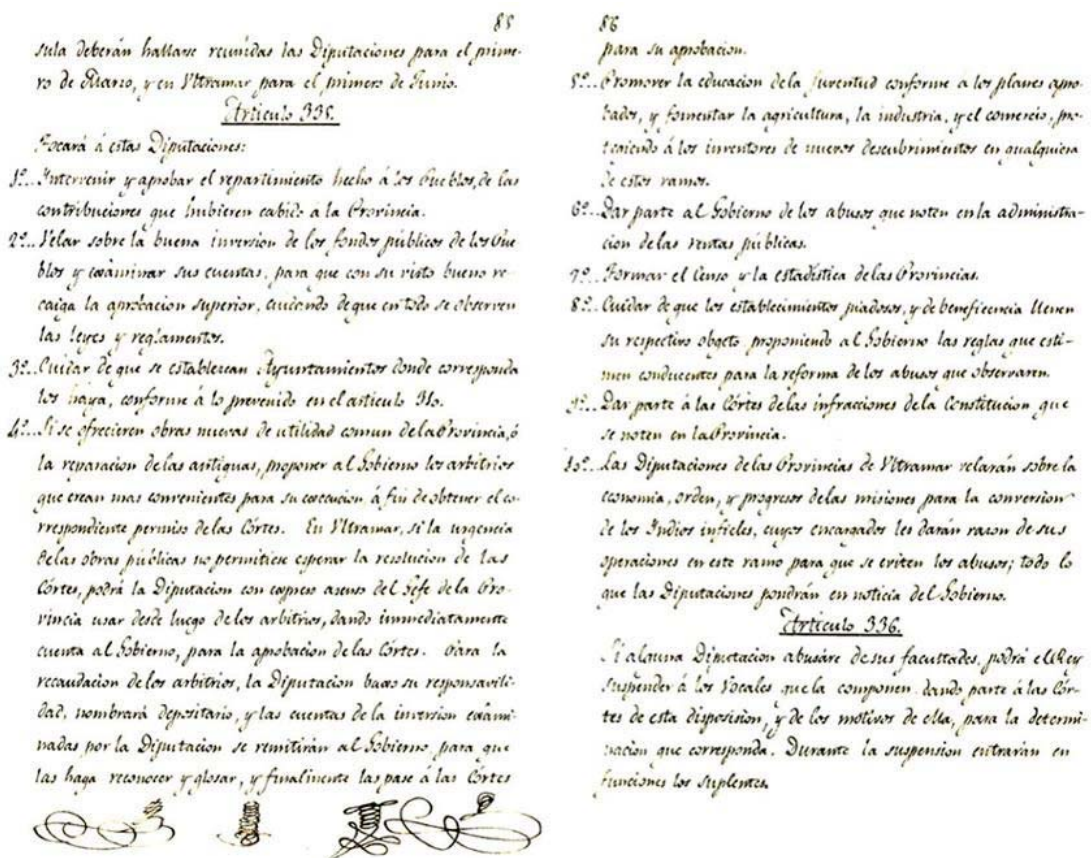 85
sula deberán hallarse reunidas las Diputaciones para el prime-
ro de Marzo, y en Vltramar para el primero de Junio.
Articulo 335.
Tocará á estas Diputaciones:
1º.. Intervenir y aprobar el repartimiento hecho á los Pueblos, de las
contribuciones que hubieren cabido á la Provincia.
2º.. Velar sobre la buena inversion de los fondos públicos de los Pue
blos y examinar sus cuentas, para que con su visto bueno re-
caiga la aprobacion superior, cuidando de que en todo se observen
las leyes y reglamentos.
3º.. Cuidar de que se establezcan Ayuntamientos donde corresponda
los haya, conforme á lo prevenido en el articulo 310.
4º.. Si se ofrecieren obras nuevas de utilidad comun de la Provincia, ó
la reparacion de las antiguas, proponer al Gobierno los arbitrios
que crean mas convenientes para su execucion á fin de obtener el co-
rrespondiente permiso de las Córtes. En Vltramar, si la urgencia
de las obras públicas no permitiese esperar la resolucion de las
Córtes, podrá la Diputacion con expreso asenso del Gefe de la Pro-
vincia usar desde luego de los arbitrios, dando immediatamente
cuenta al Gobierno, para la aprobacion de las Córtes. Para la
recaudacion de los arbitrios, la Diputacion baxo su responsavili-
dad, nombrará depositario, y las cuentas de la inversion exâmi-
nadas por la Diputacion se remitirán al Gobierno, para que
las haga reconocer y glosar, y finalmente las pase á las Córtes
86
para su aprobacion.
5º.. Promover la educacion de la juventud conforme a los planes apro-
bados, y fomentar la agricultura, la industria, y el comercio, pro-
tegiendo á los inventores de nuevos descubrimientos en qualquiera
de estos ramos.
6º.. Dar parte al Gobierno de los abusos que noten en la administra-
cion de las rentas públicas.
7º.. Formar el Censo y la estadística de las Provincias.
8º.. Cuidar de que los establecimientos piadosos, y de beneficencia llenen
su respectivo objeto, proponiendo al Gobierno las reglas que esti-
men conducentes para la reforma de los abusos que observaren.
9º.. Dar parte á las Córtes de las infracciones de la Constitucion que
se noten en la Provincia.
10º.. Las Diputaciones de las Provincias de Vltramar velarán sobre la
economia, orden, y progresos de las misiones para la conversion
de los Indios infieles, cuyos encargados les darán razon de sus
operaciones en este ramo para que se eviten los abusos; todo lo
que las Diputaciones pondrán en noticia del Gobierno.
Articulo 336.
Si alguna Diputacion abusáre de sus facultades, podrá el Rey
suspender á los Vocales que la componen, dando parte á las Cór-
tes de esta disposision, y de los motivos de ella, para la determi-
nacion que corresponda. Durante la suspension entrarán en
funciones los Suplentes.